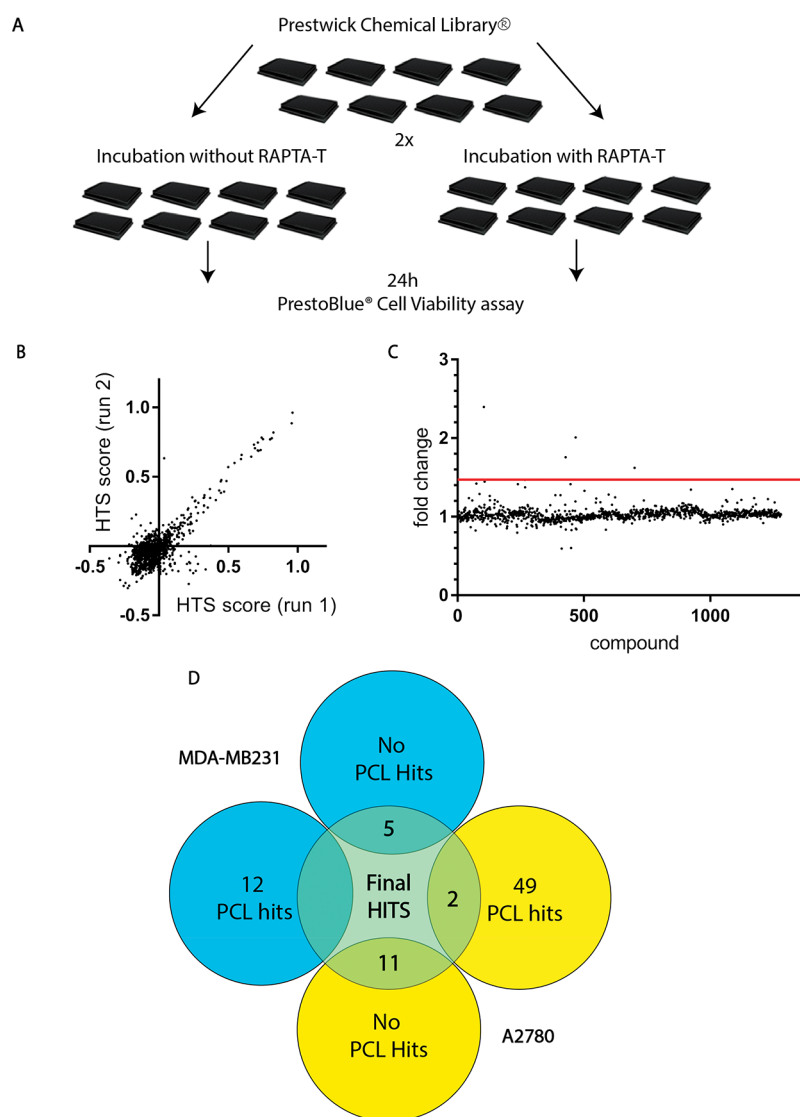 A
Prestwick Chemical Library®
2x
Incubation without RAPTA-T
Incubation with RAPTA-T
24h
PrestoBlue® Cell Viability assay
B
HTS score (run 2)
1.0
0.5
-0.5
0.5
1.0
-0.5
HTS score (run 1)
C
fold change
3
2
1
0
0
500
1000
compound
D
MDA-MB231
No
PCL Hits
5
12
PCL hits
Final
HITS
2
49
PCL hits
11
No
PCL Hits
A2780